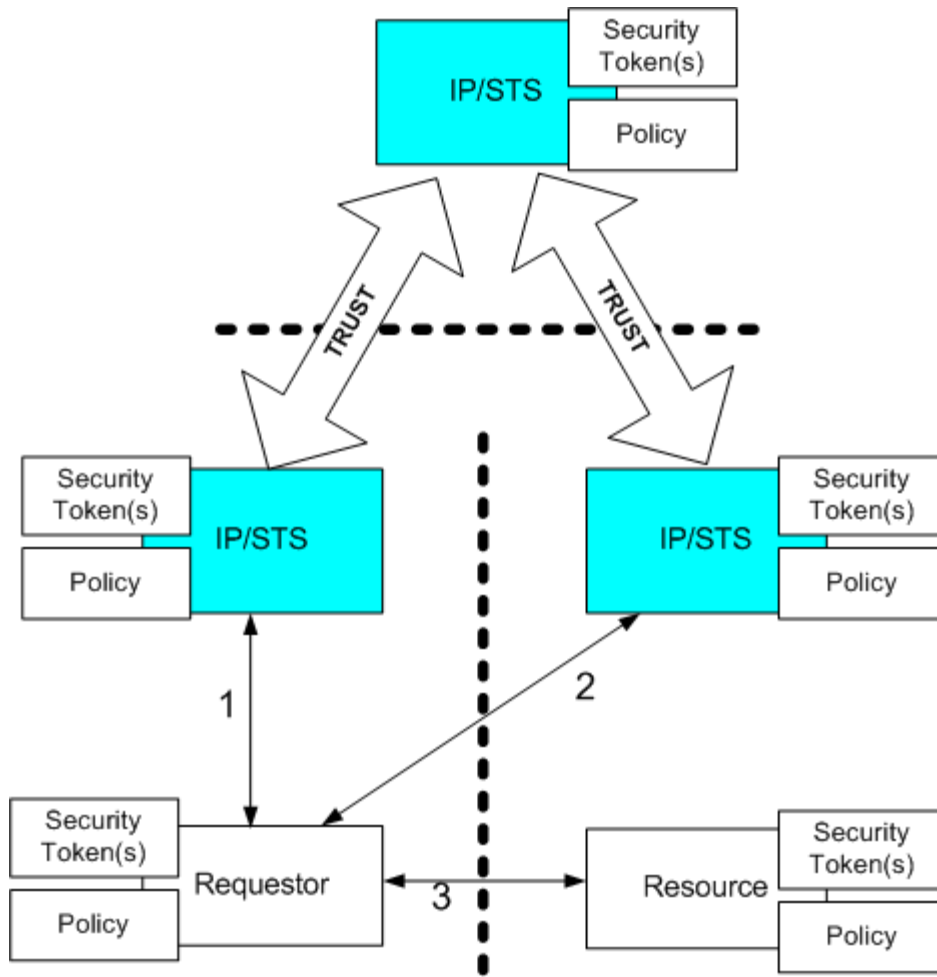 Security
Token(s)
IP/STS
Policy
TRUST
TRUST
Security
Token(s)
IP/STS
Policy
Security
Token(s)
IP/STS
Policy
1
2
Security
Token(s)
Requestor
Policy
3
Security
Token(s)
Resource
Policy